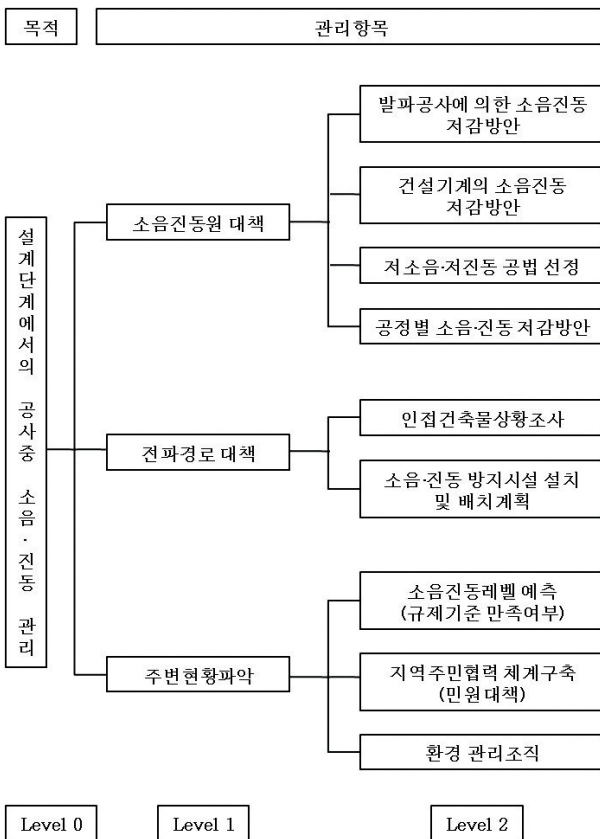 목적
관리항목
설계단계에서의 공사중 소음·진동 관리
소음진동원 대책
발파공사에 의한 소음진동
저감방안
건설기계의 소음진동
저감방안
저소음·저진동 공법 선정
공정별 소음·진동 저감방안
전파경로 대책
인접건축물상황조사
소음·진동 방지시설 설치
및 배치계획
주변현황파악
소음진동레벨 예측
(규제기준 만족여부)
지역주민협력 체계구축
(민원대책)
환경 관리조직
Level 0
Level 1
Level 2